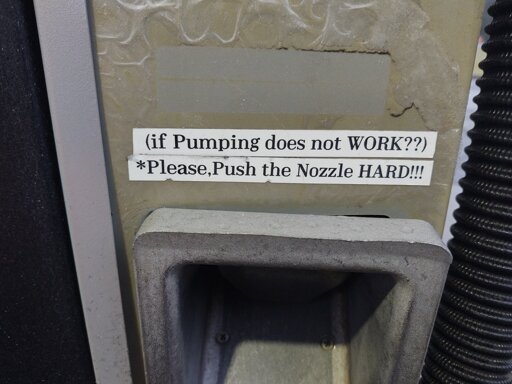 (if Pumping does not WORK??)
*Please,Push the Nozzle HARD!!!